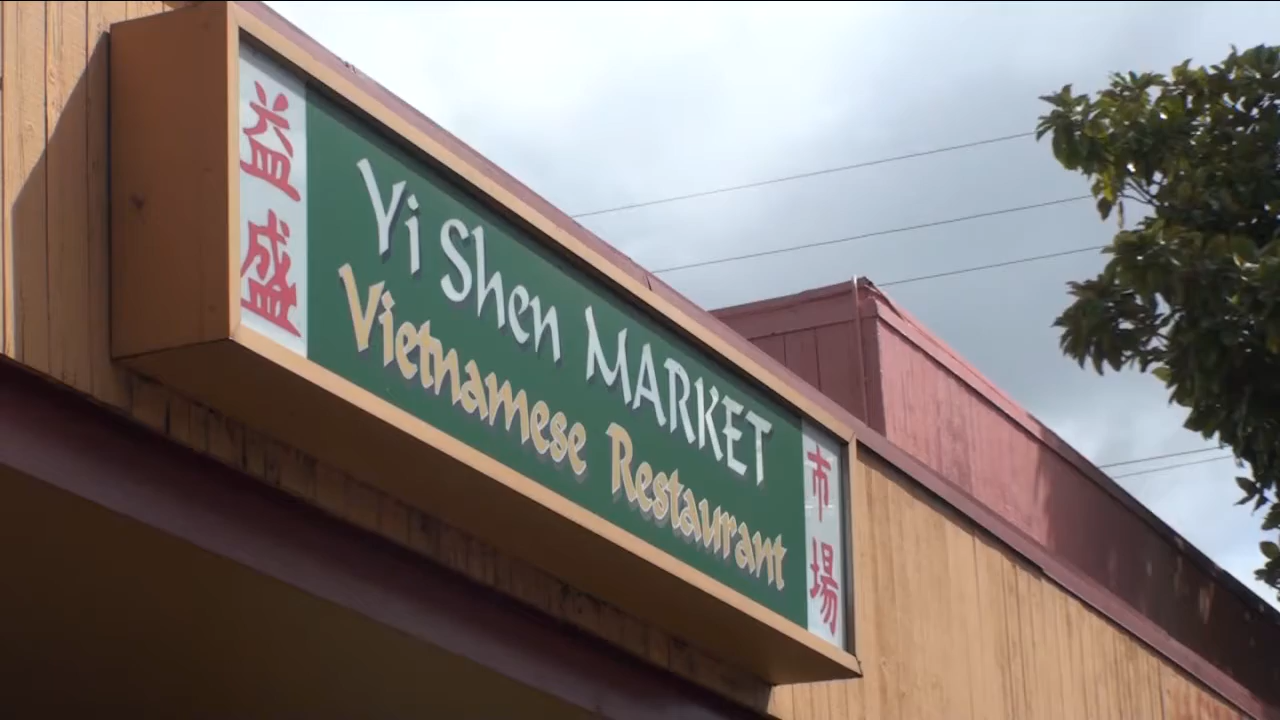 益盛
Yi Shen MARKET
Vietnamese Restaurant
市場